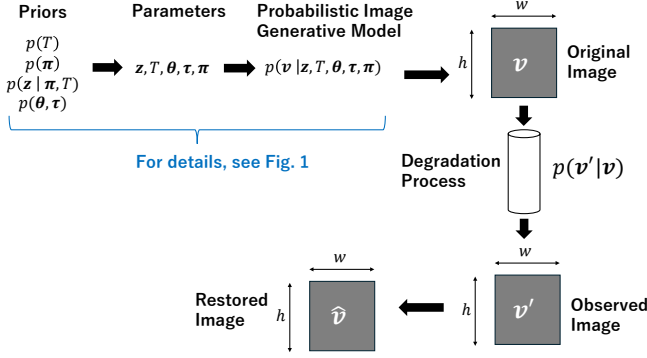 Priors
p(T)
p(π)
p(z | π, T)
p(θ, τ)
Parameters
z, T, θ, τ, π
Probabilistic Image
Generative Model
p(v |z, T, θ, τ, π)
For details, see Fig. 1
w
h
v
Original
Image
Degradation
Process
p(v′|v)
w
h
v′
Observed
Image
w
Restored
Image
h
v̂